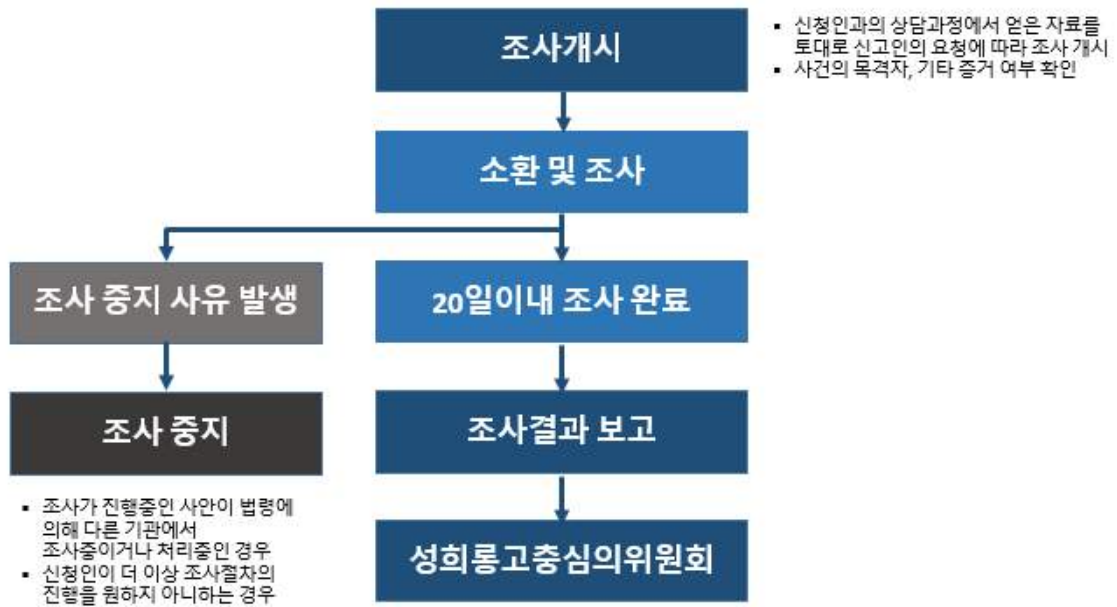 조사개시
▪ 신청인과의 상담과정에서 얻은 자료를
토대로 신고인의 요청에 따라 조사 개시
▪ 사건의 목격자, 기타 증거 여부 확인
소환 및 조사
조사 중지 사유 발생
20일이내 조사 완료
조사 중지
조사결과 보고
▪ 조사가 진행중인 사안이 법령에
의해 다른 기관에서
조사중이거나 처리중인 경우
▪ 신청인이 더 이상 조사절차의
진행을 원하지 아니하는 경우
성희롱고충심의위원회